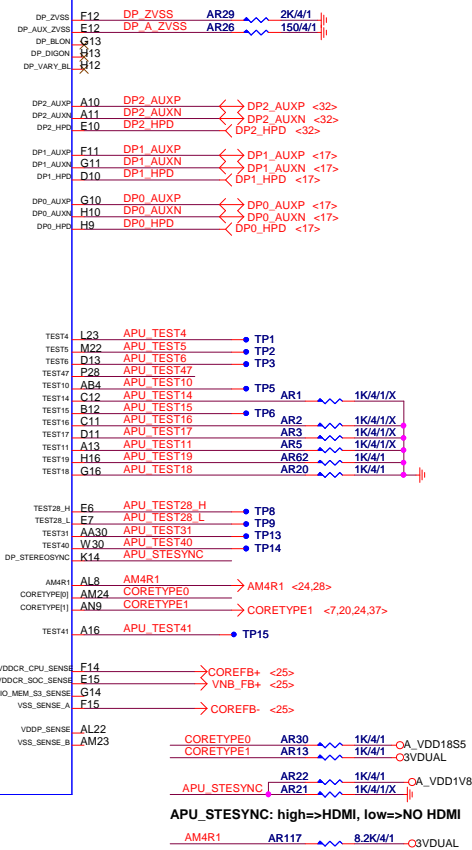 DP_ZVSS F12 DP_ZVSS AR29 2K/4/1
DP_AUX_ZVSS E12 DP_A_ZVSS AR26 150/4/1
DP_BLON G13
DP_DIGON H13
DP_VARY_BL H12
DP2_AUXP A10 DP2_AUXP DP2_AUXP <32>
DP2_AUXN A11 DP2_AUXN DP2_AUXN <32>
DP2_HPD E10 DP2_HPD DP2_HPD <32>
DP1_AUXP F11 DP1_AUXP DP1_AUXP <17>
DP1_AUXN G11 DP1_AUXN DP1_AUXN <17>
DP1_HPD D10 DP1_HPD DP1_HPD <17>
DP0_AUXP G10 DP0_AUXP DP0_AUXP <17>
DP0_AUXN H10 DP0_AUXN DP0_AUXN <17>
DP0_HPD H9 DP0_HPD DP0_HPD <17>
TEST4 L23 APU_TEST4 TP1
TEST5 M22 APU_TEST5 TP2
TEST6 D13 APU_TEST6 TP3
TEST47 P28 APU_TEST47
TEST10 AB4 APU_TEST10 TP5
TEST14 C12 APU_TEST14 AR1 1K/4/1/X
TEST15 B12 APU_TEST15 TP6
TEST16 C11 APU_TEST16 AR2 1K/4/1/X
TEST17 D11 APU_TEST17 AR3 1K/4/1/X
TEST11 A13 APU_TEST11 AR5 1K/4/1/X
TEST19 H16 APU_TEST19 AR62 1K/4/1
TEST18 G16 APU_TEST18 AR20 1K/4/1
TEST28_H E6 APU_TEST28_H TP8
TEST28_L E7 APU_TEST28_L TP9
TEST31 AA30 APU_TEST31 TP13
TEST40 W30 APU_TEST40 TP14
DP_STEREOSYNC K14 APU_STESYNC
AM4R1 AL8 AM4R1 AM4R1 <24,28>
CORETYPE[0] AM24 CORETYPE0
CORETYPE[1] AN9 CORETYPE1 CORETYPE1 <7,20,24,37>
TEST41 A16 APU_TEST41 TP15
VDDCR_CPU_SENSE F14 COREFB+ <25>
VDDCR_SOC_SENSE E15 VNB_FB+ <25>
IO_MEM_S3_SENSE G14
VSS_SENSE_A F15 COREFB- <25>
VDDP_SENSE AL22
VSS_SENSE_B AM23
CORETYPE0 AR30 1K/4/1 A_VDD18S5
CORETYPE1 AR13 1K/4/1 3VDUAL
AR22 1K/4/1 A_VDD1V8
APU_STESYNC AR21 1K/4/1/X
APU_STESYNC: high=>HDMI, low=>NO HDMI
AM4R1 AR117 8.2K/4/1 3VDUAL